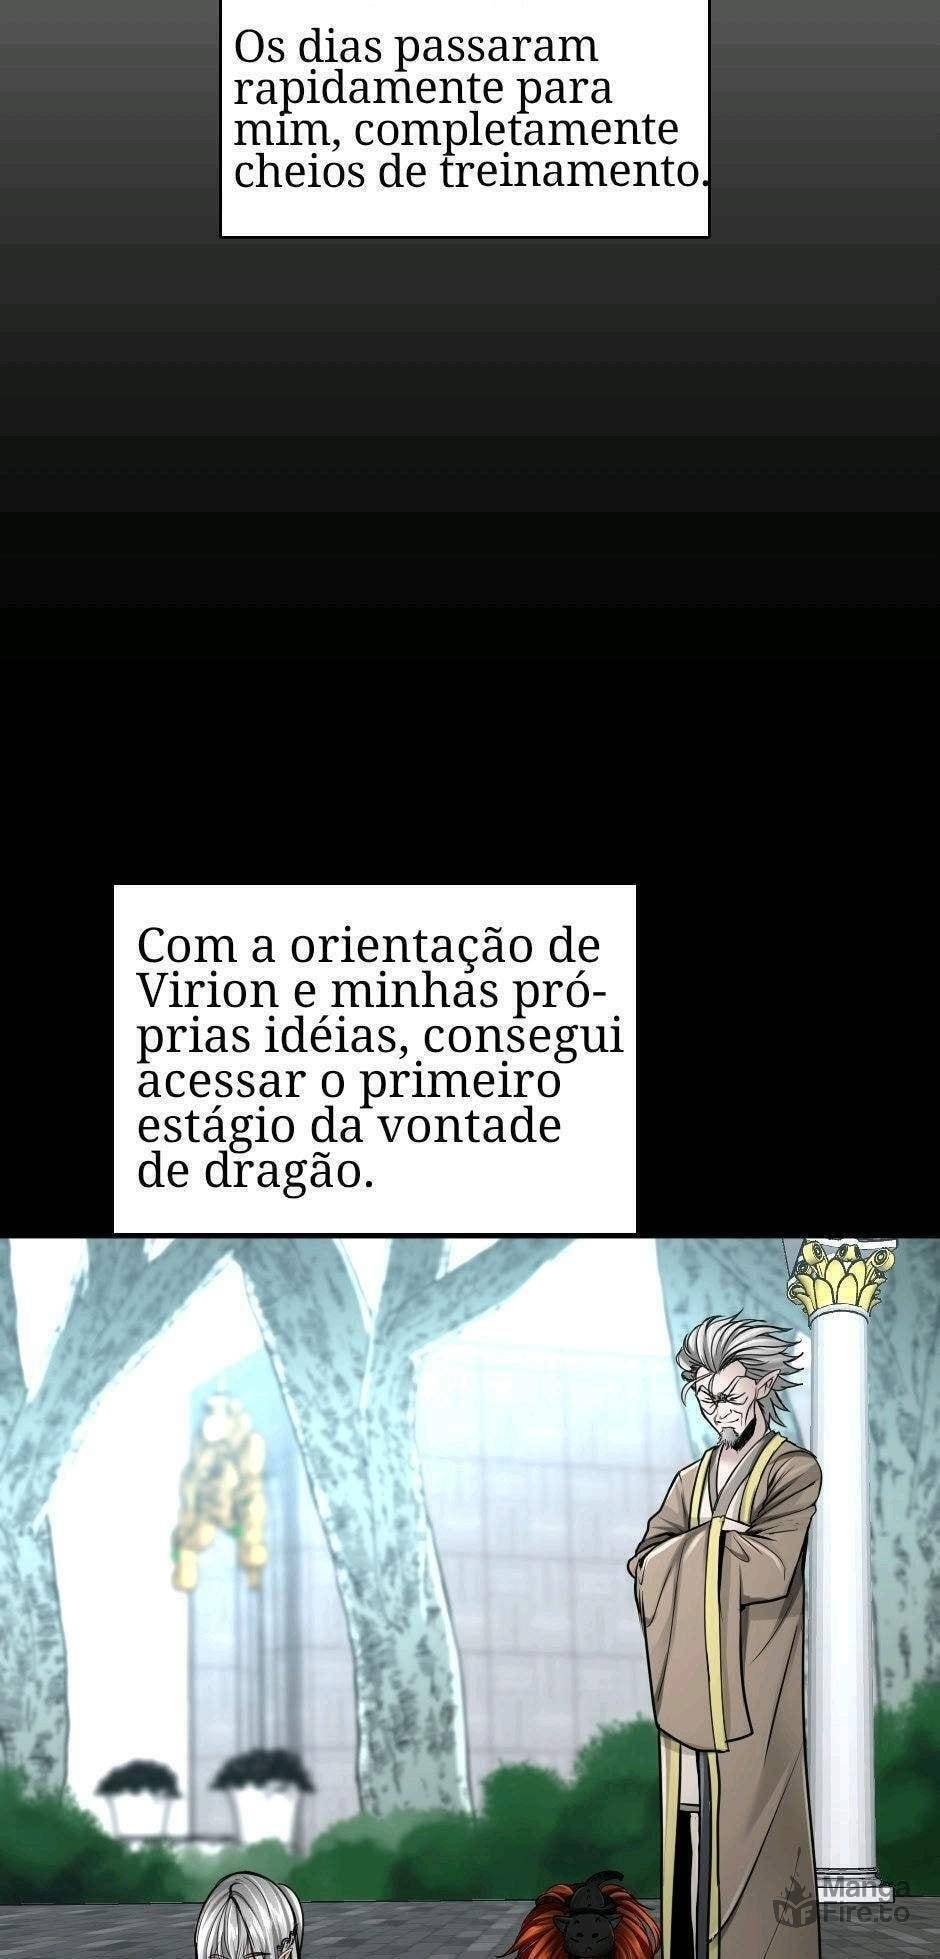 Os dias passaram
rapidamente para
mim, completamente
cheios de treinamento.
Com a orientação de
Virion e minhas pró-
prias idéias, consegui
acessar o primeiro
estágio da vontade
de dragão.
Manga
Fire.to